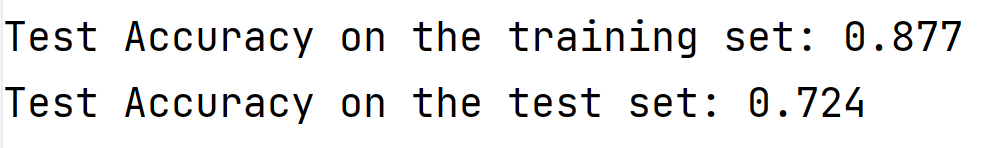 Test Accuracy on the training set: 0.877
Test Accuracy on the test set: 0.724